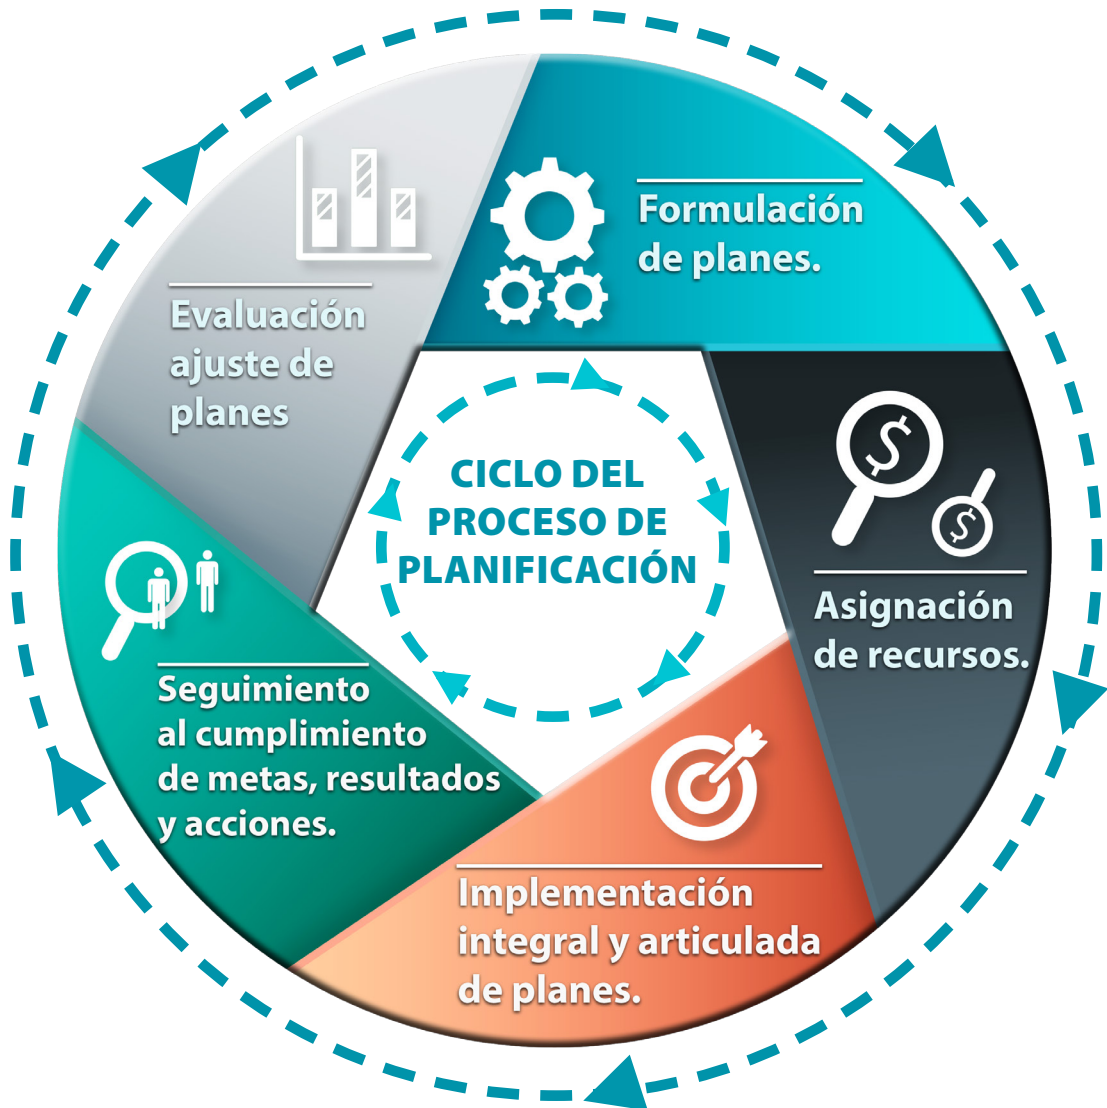 CICLO DEL
PROCESO DE
PLANIFICACIÓN
Formulación
de planes.
$
$
Asignación
de recursos.
Implementación
integral y articulada
de planes.
Seguimiento
al cumplimiento
de metas, resultados
y acciones.
Evaluación
ajuste de
planes